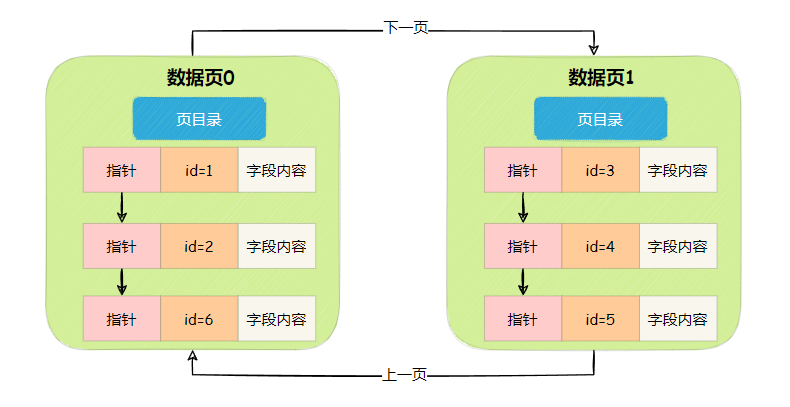 下一页
数据页0
页目录
指针 id=1 字段内容
指针 id=2 字段内容
指针 id=6 字段内容
数据页1
页目录
指针 id=3 字段内容
指针 id=4 字段内容
指针 id=5 字段内容
上一页